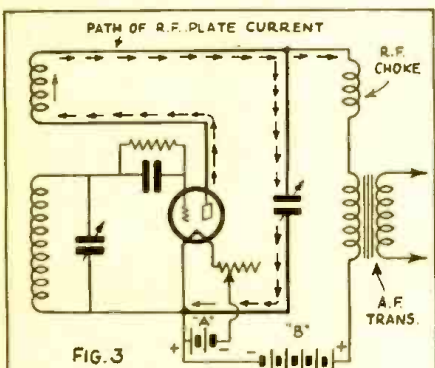 PATH OF R.F. PLATE CURRENT
R.F.
CHOKE
A.F.
TRANS.
"A"
"B"
+
-
-
+
FIG. 3